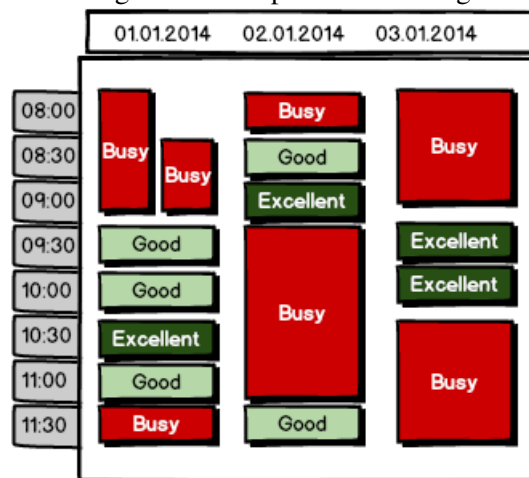 01.01.2014 02.01.2014 03.01.2014
08:00 Busy
08:30 Busy Busy Good Busy
09:00 Excellent
09:30 Good Excellent
10:00 Good Busy Excellent
10:30 Excellent
11:00 Good Busy
11:30 Busy Good